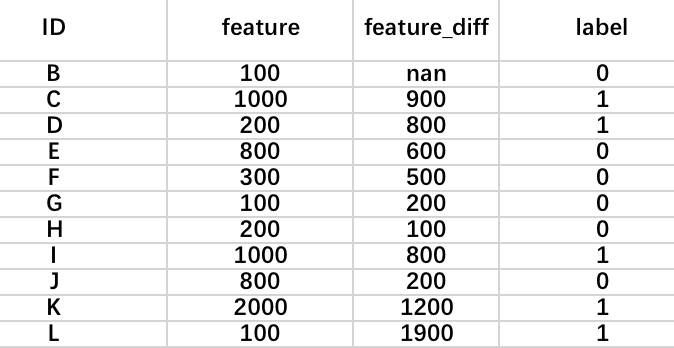 ID feature feature_diff label
B 100 nan 0
C 1000 900 1
D 200 800 1
E 800 600 0
F 300 500 0
G 100 200 0
H 200 100 0
I 1000 800 1
J 800 200 0
K 2000 1200 1
L 100 1900 1